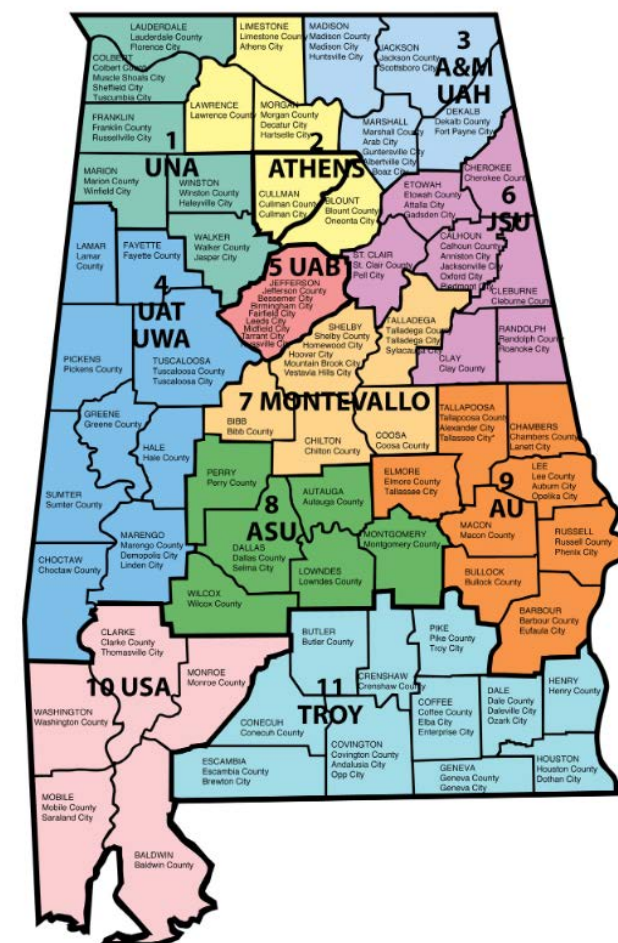 LAUDERDALE
Lauderdale County
Florence City
COLBERT
Colbert County
Muscle Shoals City
Sheffield City
Tuscumbia City
FRANKLIN
Franklin County
Russellville City
1
UNA
MARION
Marion County
Winfield City
WINSTON
Winston County
Haleyville City
WALKER
Walker County
Jasper City
LIMESTONE
Limestone County
Athens City
LAWRENCE
Lawrence County
MORGAN
Morgan County
Decatur City
Hartselle City
2
ATHENS
CULLMAN
Cullman County
Cullman City
BLOUNT
Blount County
Oneonta City
MADISON
Madison County
Madison City
Huntsville City
JACKSON
Jackson County
Scottsboro City
3
A&M
UAH
MARSHALL
Marshall County
Arab City
Guntersville City
Albertville City
Boaz City
DEKALB
Dekalb County
Fort Payne City
CHEROKEE
Cherokee County
6
JSU
ETOWAH
Etowah County
Attalla City
Gadsden City
CALHOUN
Calhoun County
Anniston City
Jacksonville City
Oxford City
Piedmont City
ST. CLAIR
St. Clair County
Pell City
CLEBURNE
Cleburne County
CLAY
Clay County
RANDOLPH
Randolph County
Roanoke City
LAMAR
Lamar
County
FAYETTE
Fayette County
4
UAT
UWA
PICKENS
Pickens County
TUSCALOOSA
Tuscaloosa County
Tuscaloosa City
GREENE
Greene County
HALE
Hale County
SUMTER
Sumter County
MARENGO
Marongo County
Demopolis City
Linden City
CHOCTAW
Choctaw County
5 UAB
JEFFERSON
Jefferson County
Bessemer City
Birmingham City
Fairfield City
Leeds City
Midfield City
Tarrant City
SHELBY
Shelby County
Homewood City
Hoover City
Mountain Brook City
Vestavia Hills City
TALLADEGA
Talladega County
Talladega City
Sylacauga City
7 MONTEVALLO
BIBB
Bibb County
CHILTON
Chilton County
COOSA
Coosa County
PERRY
Perry County
AUTAUGA
Autauga County
8
ASU
DALLAS
Dallas County
Selma City
LOWNDES
Lowndes County
MONTGOMERY
Montgomery County
WILCOX
Wilcox County
TALLAPOOSA
Tallapoosa County
Alexander City
Tallassee City*
CHAMBERS
Chambers County
Lanett City
ELMORE
Elmore County
Tallassee City
LEE
Lee County
Auburn City
Opelika City
9
AU
MACON
Macon County
RUSSELL
Russell County
Phenix City
BULLOCK
Bullock County
BARBOUR
Barbour County
Eufaula City
CLARKE
Clarke County
Thomasville City
MONROE
Monroe County
10 USA
WASHINGTON
Washington County
MOBILE
Mobile County
Saraland City
BALDWIN
Baldwin County
BUTLER
Butler County
PIKE
Pike County
Troy City
CRENSHAW
Crenshaw County
11
TROY
CONECUH
Conecuh County
COFFEE
Coffee County
Elba City
Enterprise City
DALE
Dale County
Daleville City
Ozark City
HENRY
Henry County
ESCAMBIA
Escambia County
Brewton City
COVINGTON
Covington County
Andalusia City
Opp City
GENEVA
Geneva County
Geneva City
HOUSTON
Houston County
Dothan City